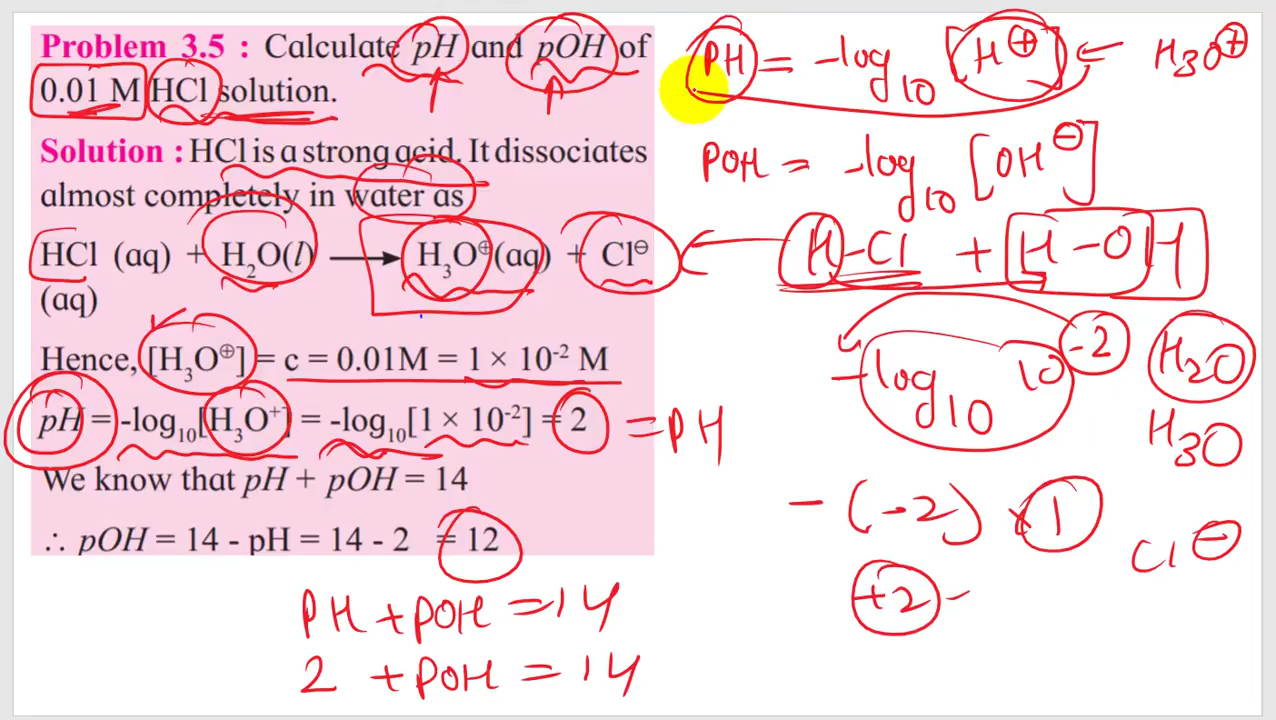 Problem 3.5 : Calculate pH and pOH of
0.01 M HCl solution.
Solution : HCl is a strong acid. It dissociates
almost completely in water as
HCl (aq) + H₂O(l) ⟶ H₃O⊕(aq) + Cl⊖
(aq)
Hence, [H₃O⊕] = c = 0.01M = 1 × 10⁻² M
pH = -log₁₀[H₃O⁺] = -log₁₀[1 × 10⁻²] = 2 = PH
We know that pH + pOH = 14
∴ pOH = 14 - pH = 14 - 2 = 12
PH + POH = 14
2 + POH = 14
PH = -log₁₀ [H⊕] ← H₃O⊕
POH = -log₁₀ [OH⊖]
H-Cl + H-OH
-log₁₀ 10⁻²
H₂O
H₃O
-(-2) × 1
Cl⊖
+2 -